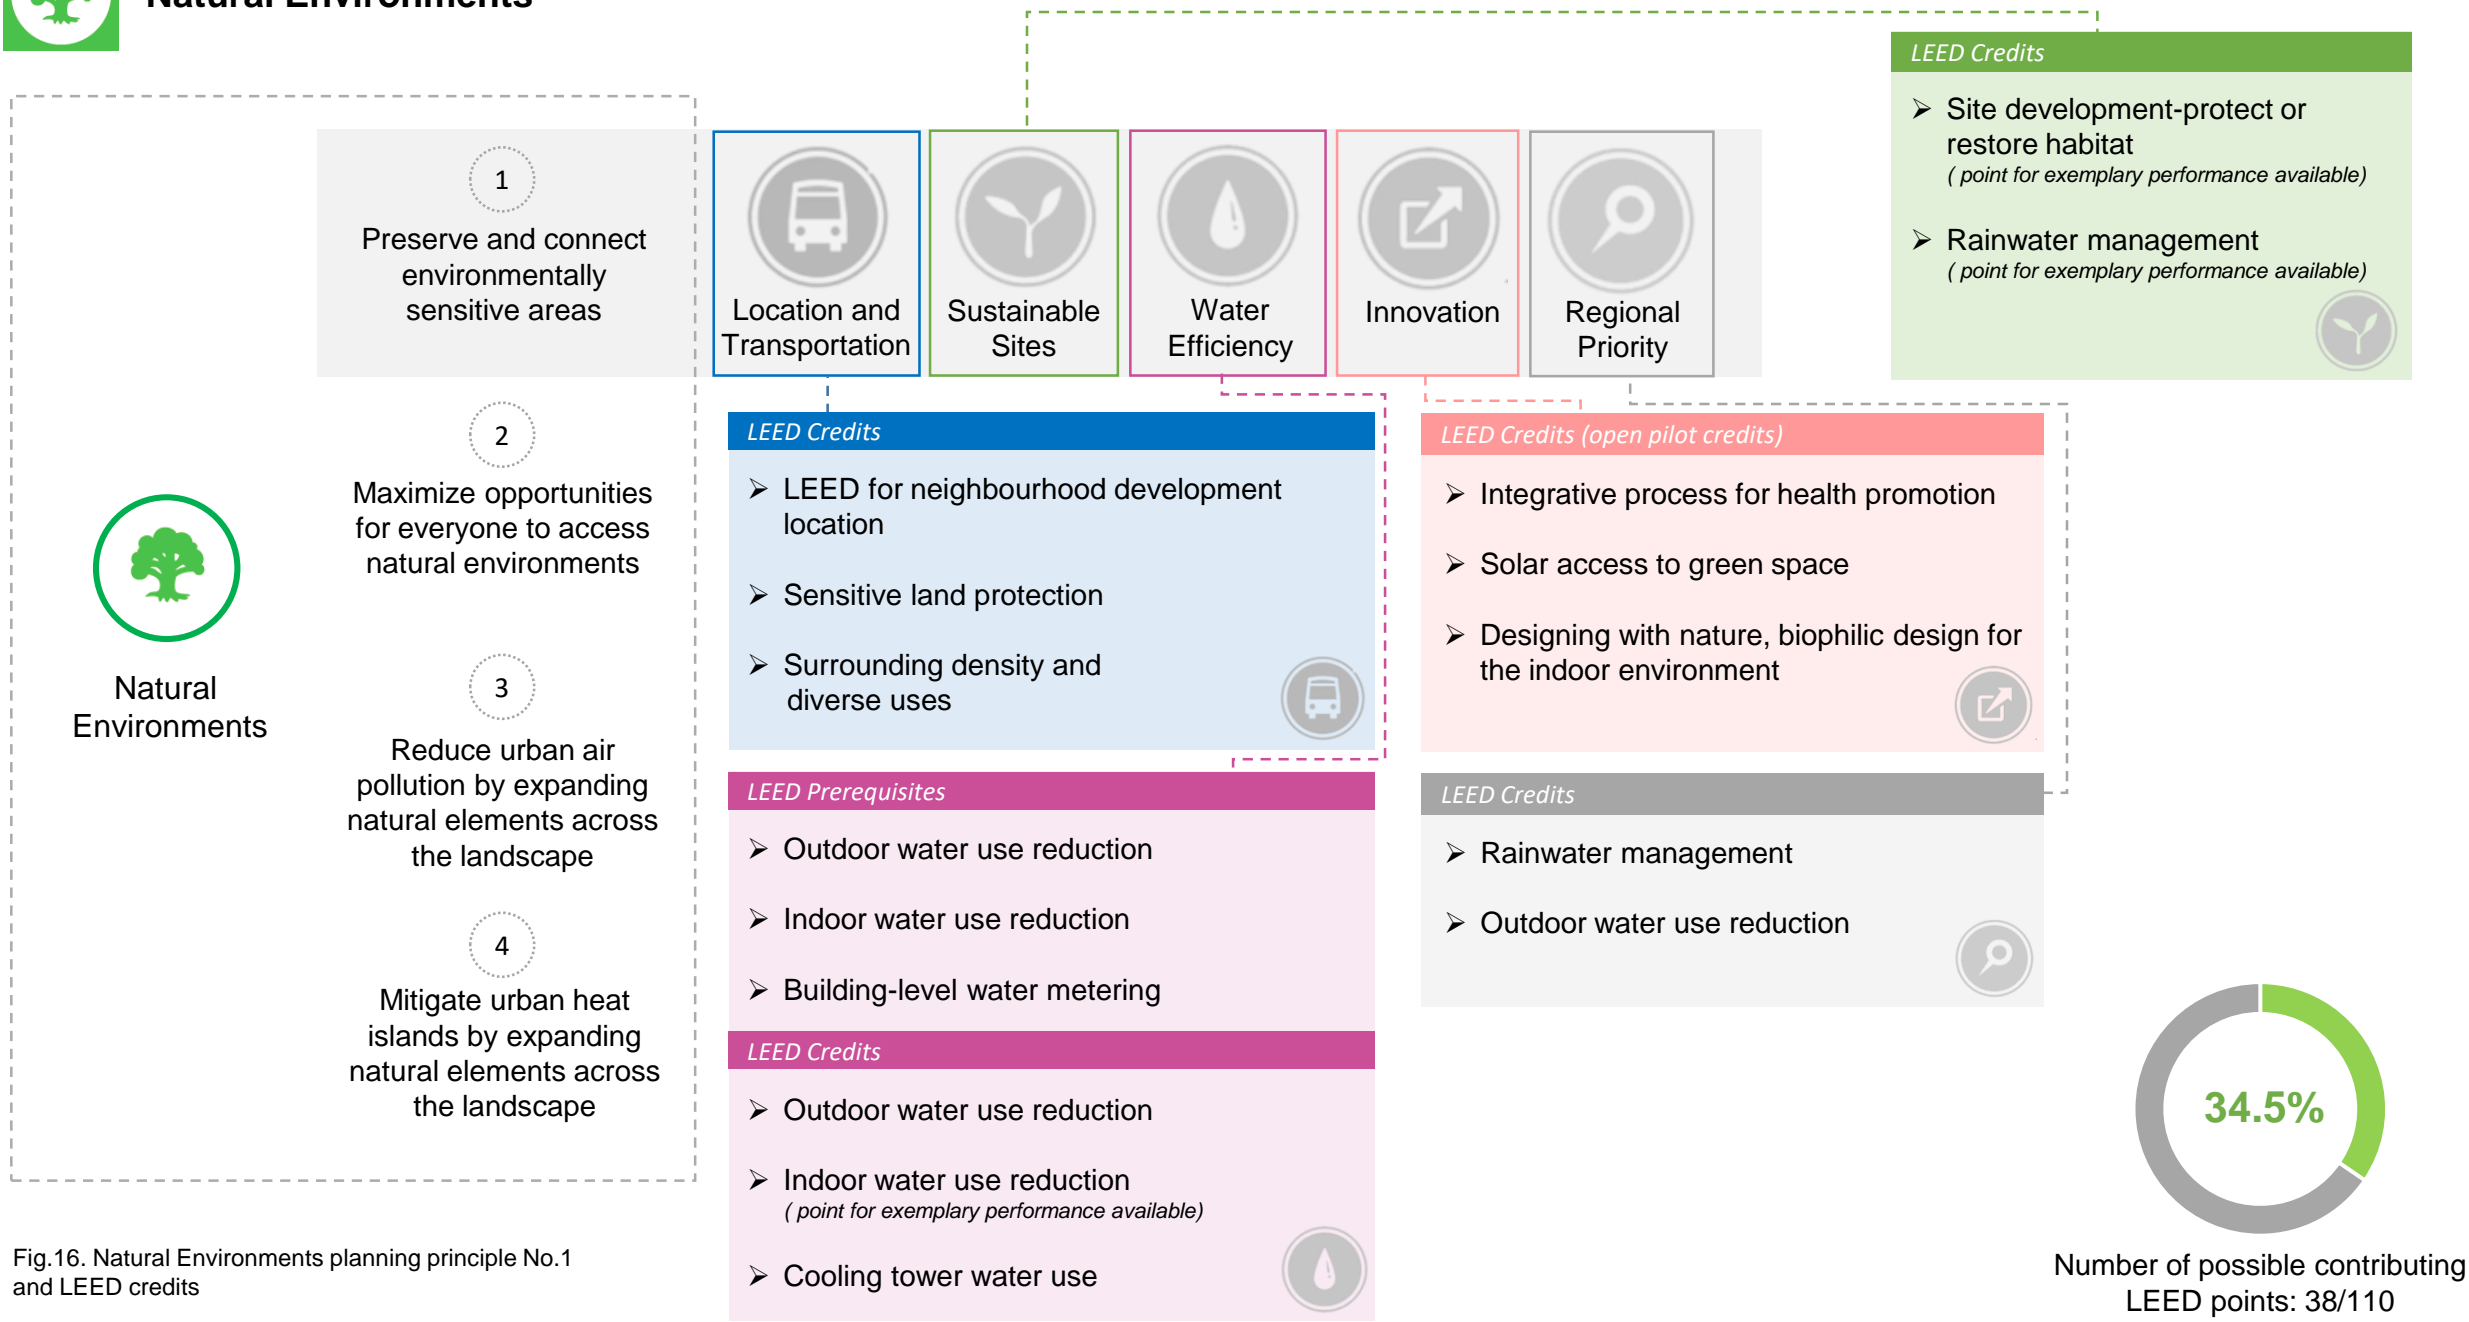 Natural Environments
1
Preserve and connect
environmentally
sensitive areas
2
Maximize opportunities
for everyone to access
natural environments
3
Reduce urban air
pollution by expanding
natural elements across
the landscape
4
Mitigate urban heat
islands by expanding
natural elements across
the landscape
Natural
Environments
Location and
Transportation
Sustainable
Sites
Water
Efficiency
Innovation
Regional
Priority
LEED Credits
➢ Site development-protect or
restore habitat
( point for exemplary performance available)
➢ Rainwater management
( point for exemplary performance available)
LEED Credits
➢ LEED for neighbourhood development
location
➢ Sensitive land protection
➢ Surrounding density and
diverse uses
LEED Credits (open pilot credits)
➢ Integrative process for health promotion
➢ Solar access to green space
➢ Designing with nature, biophilic design for
the indoor environment
LEED Prerequisites
➢ Outdoor water use reduction
➢ Indoor water use reduction
➢ Building-level water metering
LEED Credits
➢ Outdoor water use reduction
➢ Indoor water use reduction
( point for exemplary performance available)
➢ Cooling tower water use
LEED Credits
➢ Rainwater management
➢ Outdoor water use reduction
34.5%
Number of possible contributing
LEED points: 38/110
Fig.16. Natural Environments planning principle No.1
and LEED credits